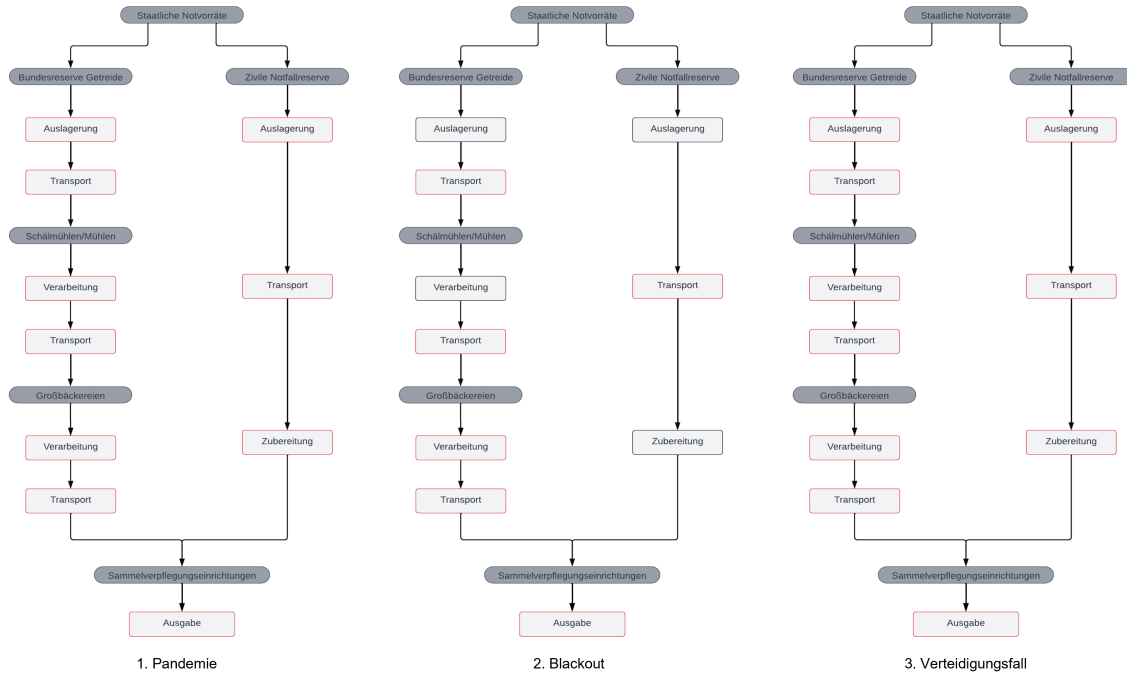 Staatliche Notvorräte
Bundesreserve Getreide
Zivile Notfallreserve
Auslagerung
Auslagerung
Transport
Schälmühlen/Mühlen
Verarbeitung
Transport
Transport
Großbäckereien
Verarbeitung
Zubereitung
Transport
Sammelverpflegungseinrichtungen
Ausgabe
1. Pandemie
Staatliche Notvorräte
Bundesreserve Getreide
Zivile Notfallreserve
Auslagerung
Auslagerung
Transport
Schälmühlen/Mühlen
Verarbeitung
Transport
Transport
Großbäckereien
Verarbeitung
Zubereitung
Transport
Sammelverpflegungseinrichtungen
Ausgabe
2. Blackout
Staatliche Notvorräte
Bundesreserve Getreide
Zivile Notfallreserve
Auslagerung
Auslagerung
Transport
Schälmühlen/Mühlen
Verarbeitung
Transport
Transport
Großbäckereien
Verarbeitung
Zubereitung
Transport
Sammelverpflegungseinrichtungen
Ausgabe
3. Verteidigungsfall